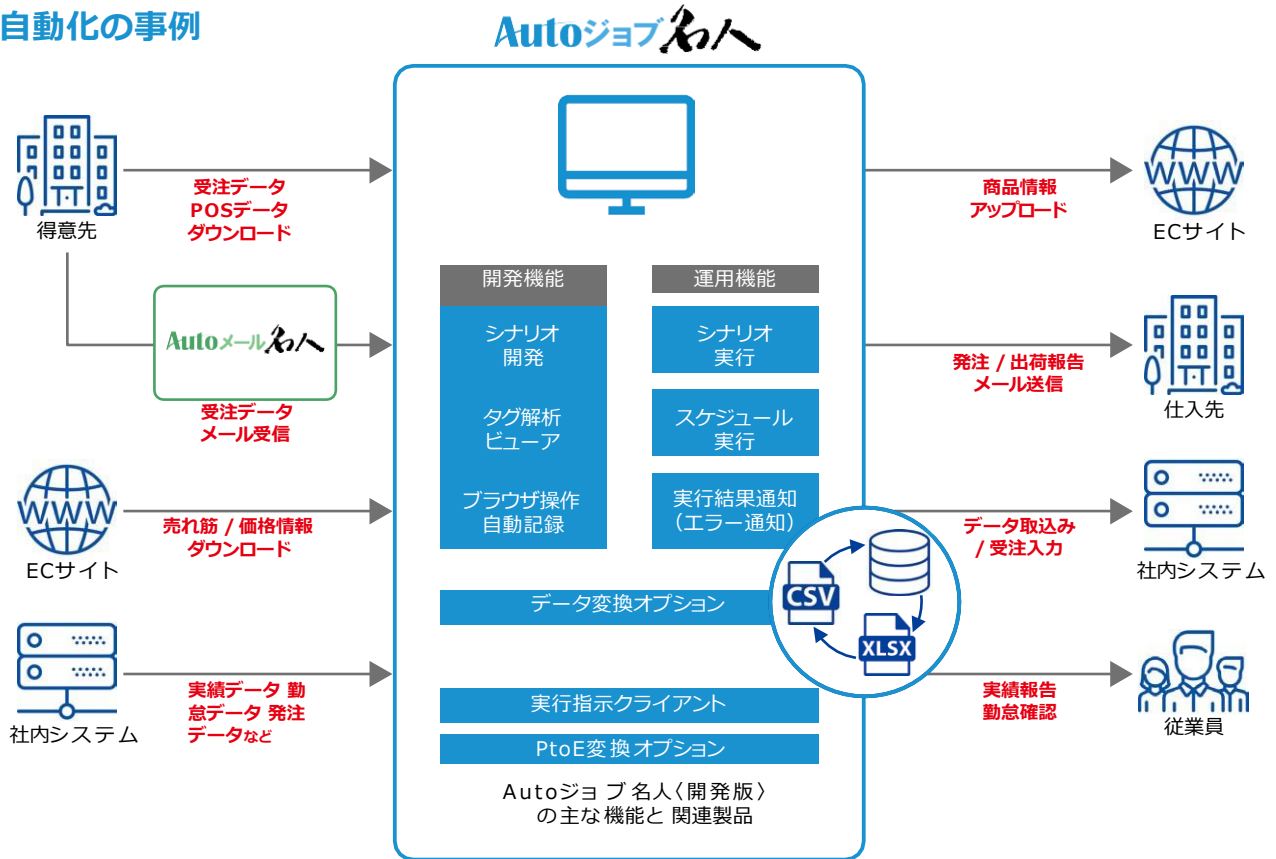 自動化の事例
Autoジョブ名人
得意先
受注データ
POSデータ
ダウンロード
Autoメール名人
受注データ
メール受信
WWW
ECサイト
売れ筋 / 価格情報
ダウンロード
社内システム
実績データ 勤
怠データ 発注
データなど
開発機能
シナリオ
開発
タグ解析
ビューア
ブラウザ操作
自動記録
運用機能
シナリオ
実行
スケジュール
実行
実行結果通知
（エラー通知）
データ変換オプション
CSV
XLSX
実行指示クライアント
PtoE変換オプション
Autoジョブ名人〈開発版〉
の主な機能と関連製品
商品情報
アップロード
WWW
ECサイト
発注 / 出荷報告
メール送信
仕入先
データ取込み
/ 受注入力
社内システム
実績報告
勤怠確認
従業員